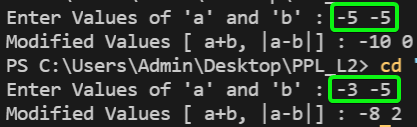 Enter Values of 'a' and 'b' : -5 -5
Modified Values [ a+b, |a-b|] : -10 0
PS C:\Users\Admin\Desktop\PPL_L2> cd "
Enter Values of 'a' and 'b' : -3 -5
Modified Values [ a+b, |a-b|] : -8 2